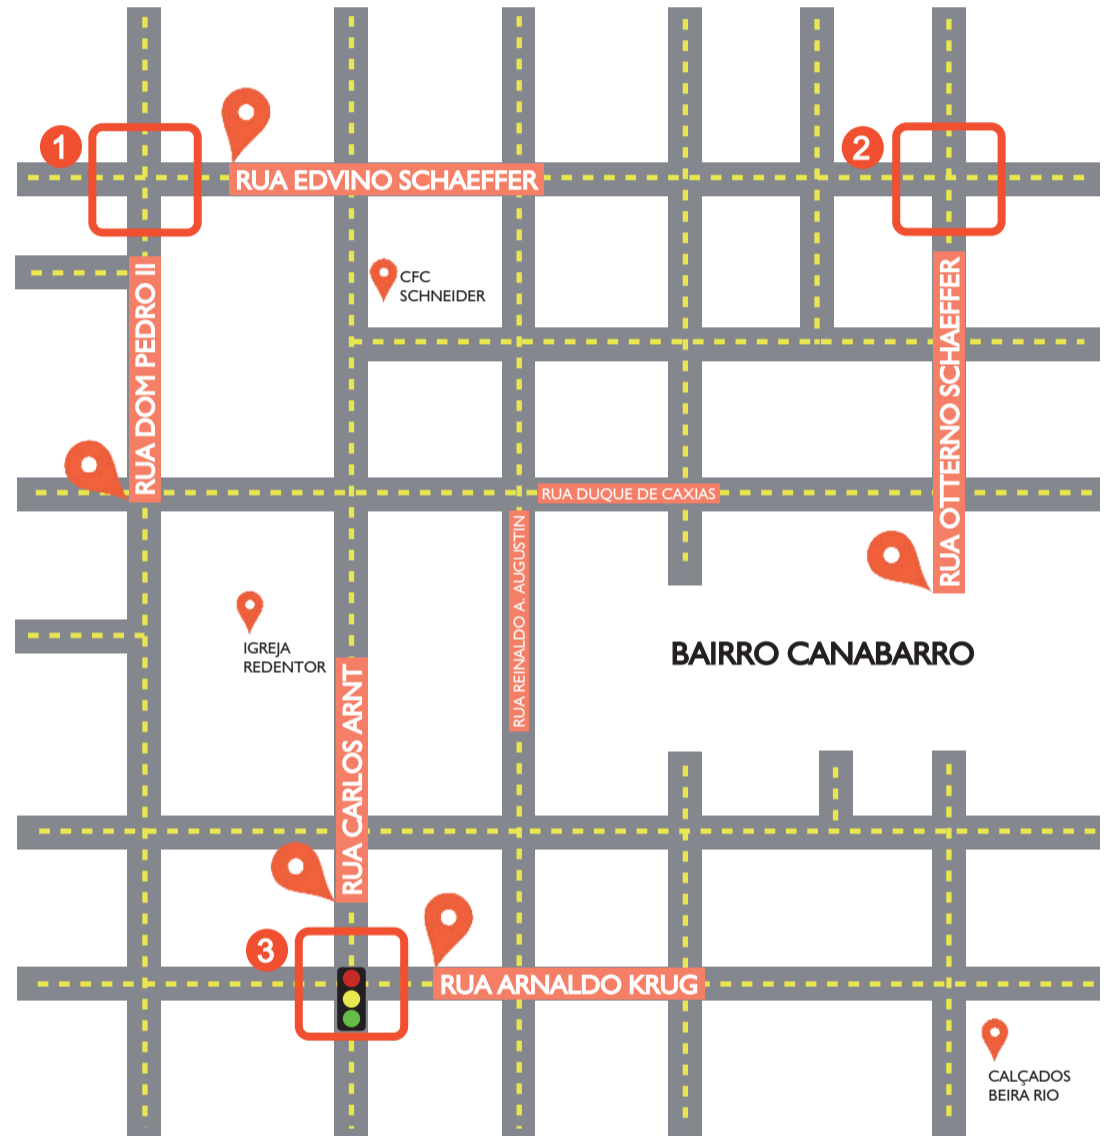 1
2
RUA EDVINO SCHAEFFER
CFC
SCHNEIDER
RUA DOM PEDRO II
RUA OTTERNO SCHAEFFER
RUA DUQUE DE CAXIAS
RUA REINALDO A. AUGUSTIN
IGREJA
REDENTOR
BAIRRO CANABARRO
RUA CARLOS ARNT
3
RUA ARNALDO KRUG
CALÇADOS
BEIRA RIO